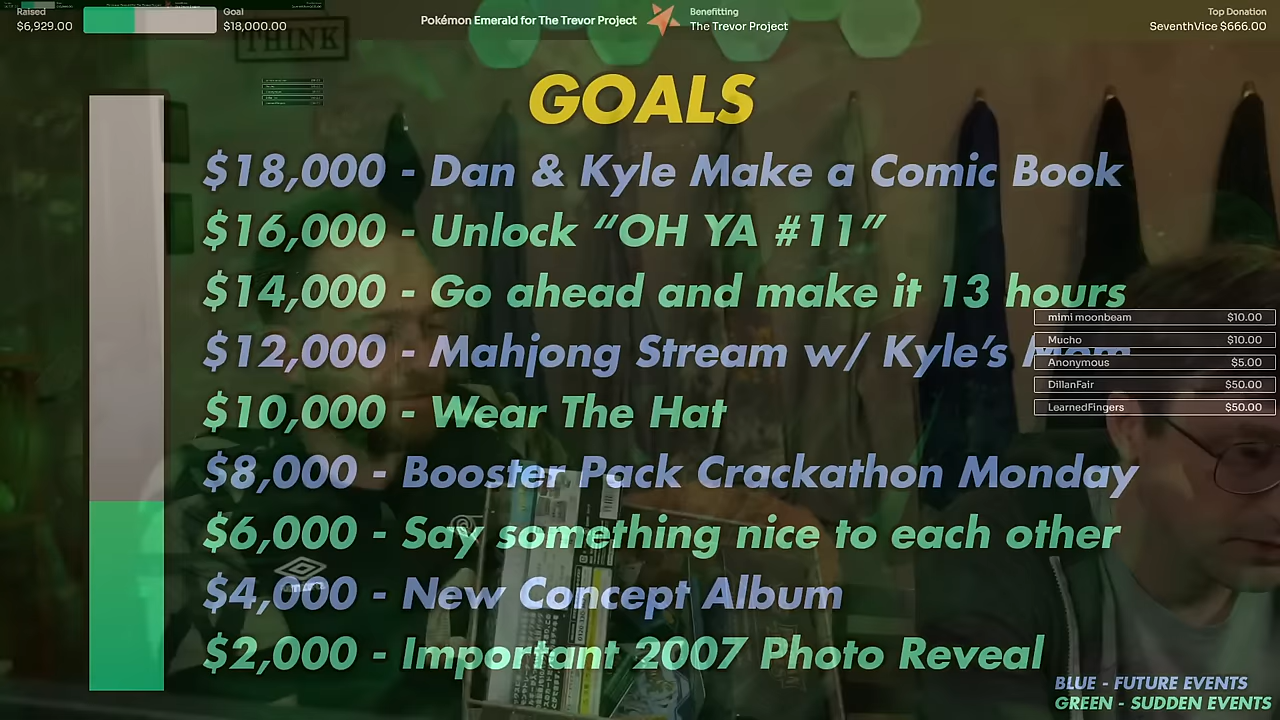 Raised
$6,929.00
Goal
$18,000.00
Pokémon Emerald for The Trevor Project
Benefitting
The Trevor Project
Top Donation
SeventhVice $666.00
THINK
GOALS
$18,000 - Dan & Kyle Make a Comic Book
$16,000 - Unlock “OH YA #11”
$14,000 - Go ahead and make it 13 hours
$12,000 - Mahjong Stream w/ Kyle’s Mom
$10,000 - Wear The Hat
$8,000 - Booster Pack Crackathon Monday
$6,000 - Say something nice to each other
$4,000 - New Concept Album
$2,000 - Important 2007 Photo Reveal
mimi moonbeam $10.00
Mucho $10.00
Anonymous $5.00
DillanFair $50.00
LearnedFingers $50.00
BLUE - FUTURE EVENTS
GREEN - SUDDEN EVENTS